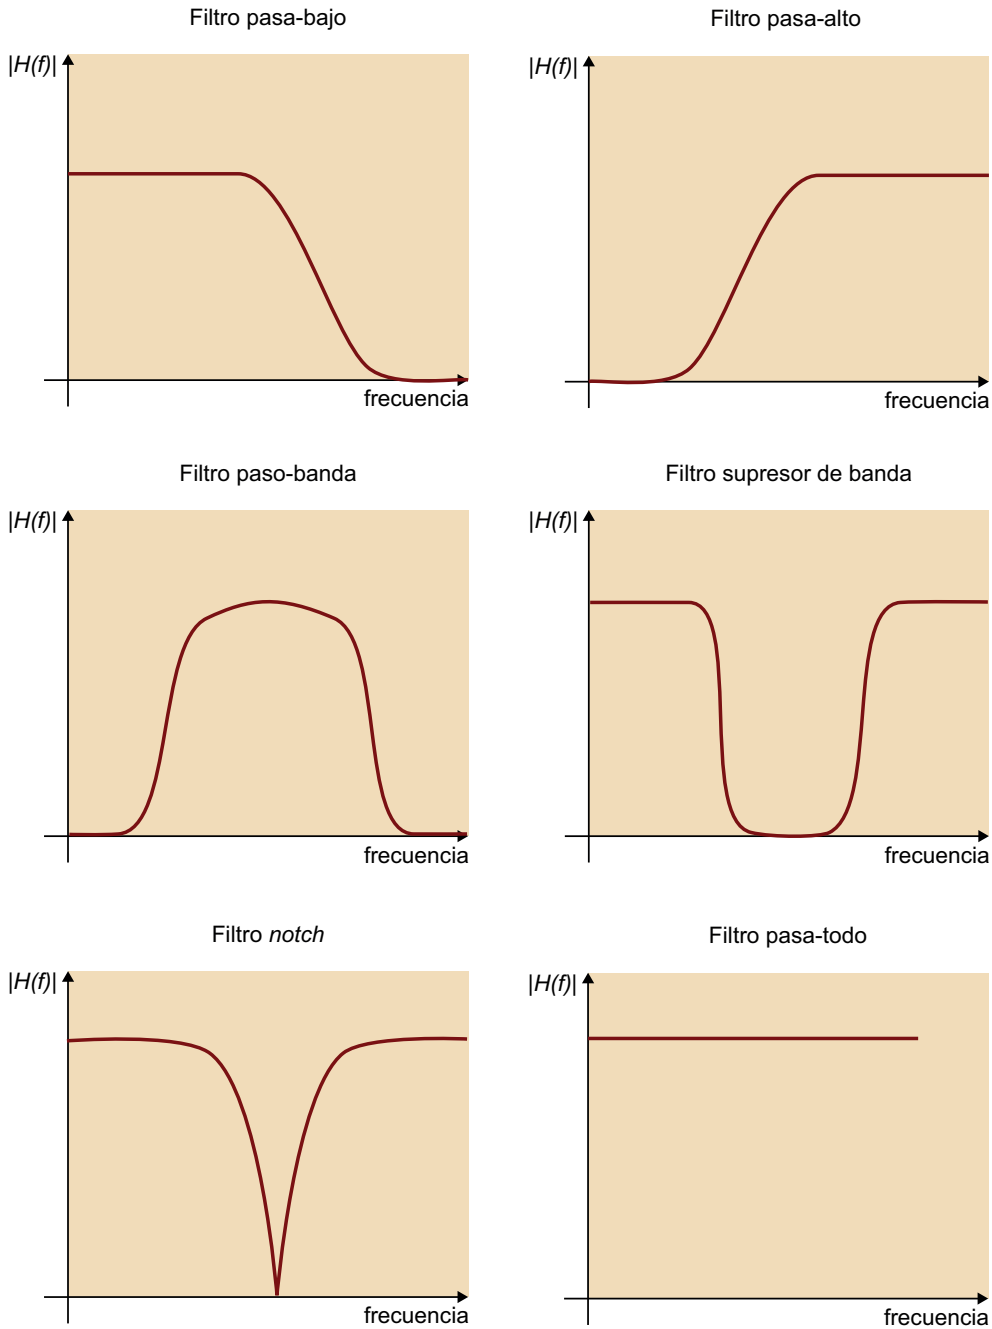 Filtro pasa-bajo
|H(f)|
frecuencia
Filtro pasa-alto
|H(f)|
frecuencia
Filtro paso-banda
|H(f)|
frecuencia
Filtro supresor de banda
|H(f)|
frecuencia
Filtro notch
|H(f)|
frecuencia
Filtro pasa-todo
|H(f)|
frecuencia